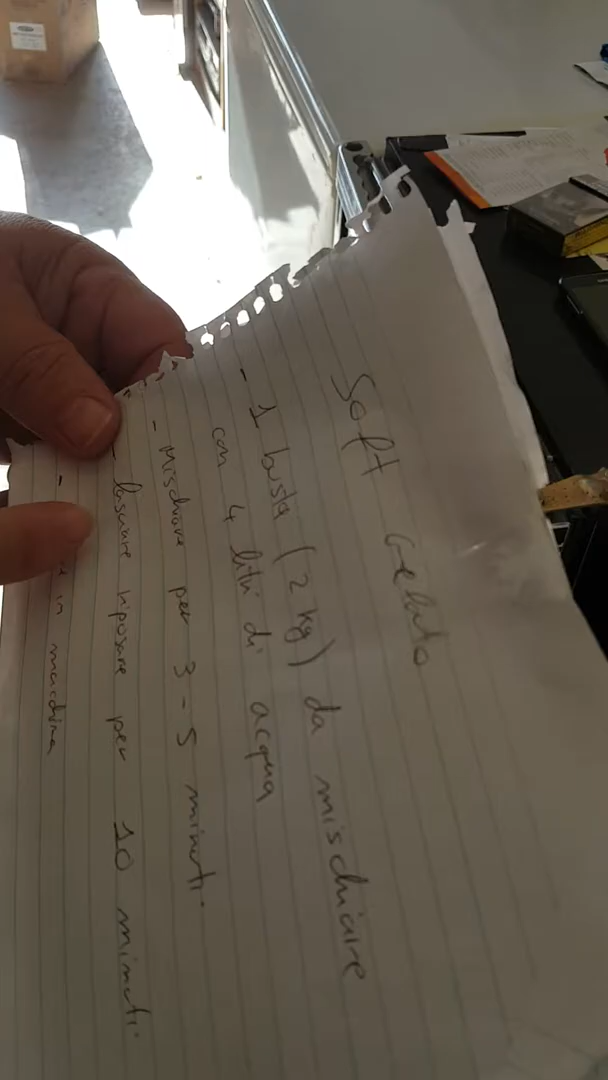 Soft Gelato
- 1 busta (2 kg) da mischiare
con 4 litri di acqua
- Mischiare per 3 - 5 minuti.
- lasciare riposare per 10 minuti.
- in macchina